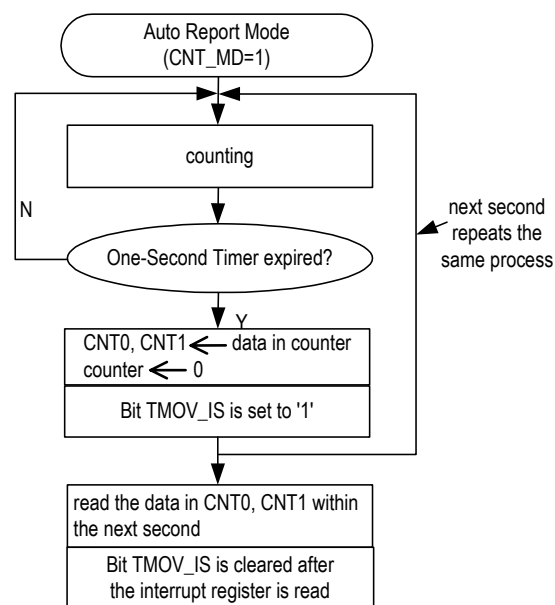 Auto Report Mode
(CNT_MD=1)
counting
N
next second
repeats the
same process
One-Second Timer expired?
Y
CNT0, CNT1 ← data in counter
counter ← 0
Bit TMOV_IS is set to '1'
read the data in CNT0, CNT1 within
the next second
Bit TMOV_IS is cleared after
the interrupt register is read